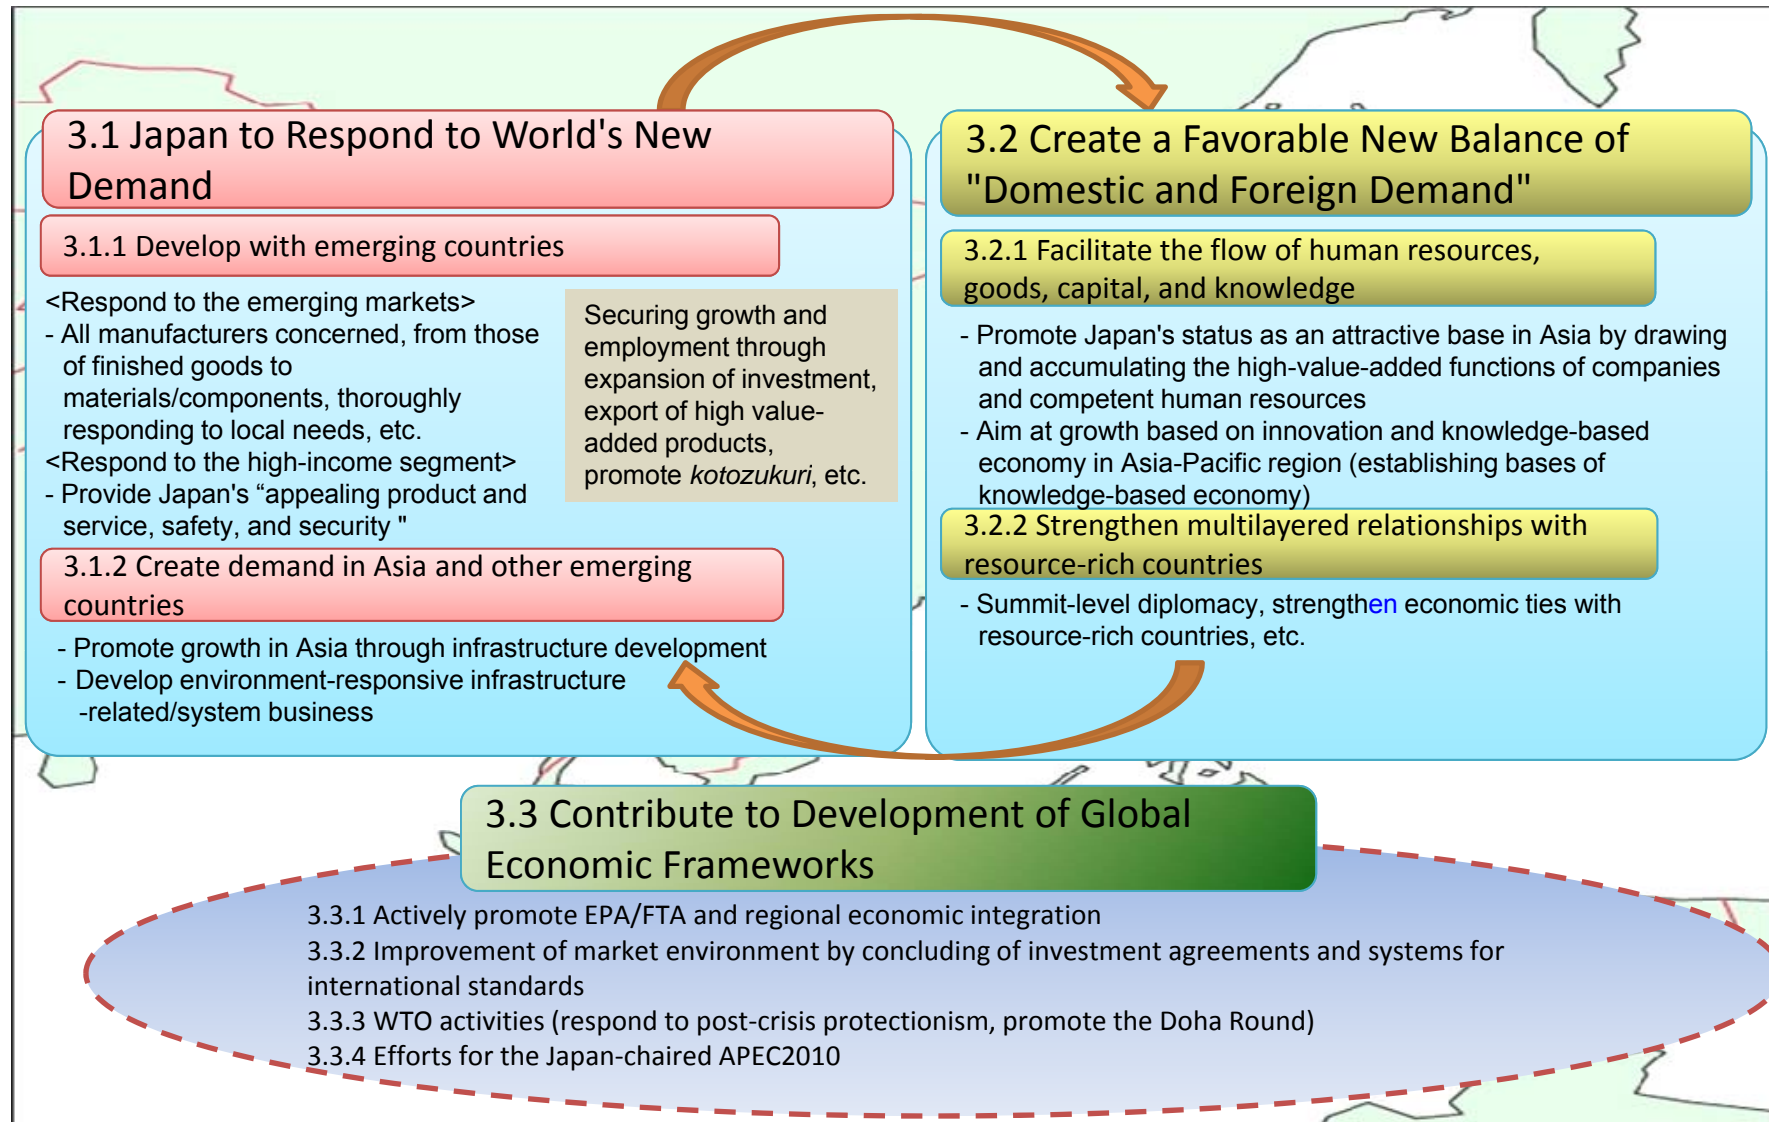 3.1 Japan to Respond to World's New
Demand
3.1.1 Develop with emerging countries
<Respond to the emerging markets>
- All manufacturers concerned, from those
of finished goods to
materials/components, thoroughly
responding to local needs, etc.
<Respond to the high-income segment>
- Provide Japan's “appealing product and
service, safety, and security "
Securing growth and
employment through
expansion of investment,
export of high value-
added products,
promote kotozukuri, etc.
3.1.2 Create demand in Asia and other emerging
countries
- Promote growth in Asia through infrastructure development
- Develop environment-responsive infrastructure
-related/system business
3.2 Create a Favorable New Balance of
"Domestic and Foreign Demand"
3.2.1 Facilitate the flow of human resources,
goods, capital, and knowledge
- Promote Japan's status as an attractive base in Asia by drawing
and accumulating the high-value-added functions of companies
and competent human resources
- Aim at growth based on innovation and knowledge-based
economy in Asia-Pacific region (establishing bases of
knowledge-based economy)
3.2.2 Strengthen multilayered relationships with
resource-rich countries
- Summit-level diplomacy, strengthen economic ties with
resource-rich countries, etc.
3.3 Contribute to Development of Global
Economic Frameworks
3.3.1 Actively promote EPA/FTA and regional economic integration
3.3.2 Improvement of market environment by concluding of investment agreements and systems for
international standards
3.3.3 WTO activities (respond to post-crisis protectionism, promote the Doha Round)
3.3.4 Efforts for the Japan-chaired APEC2010